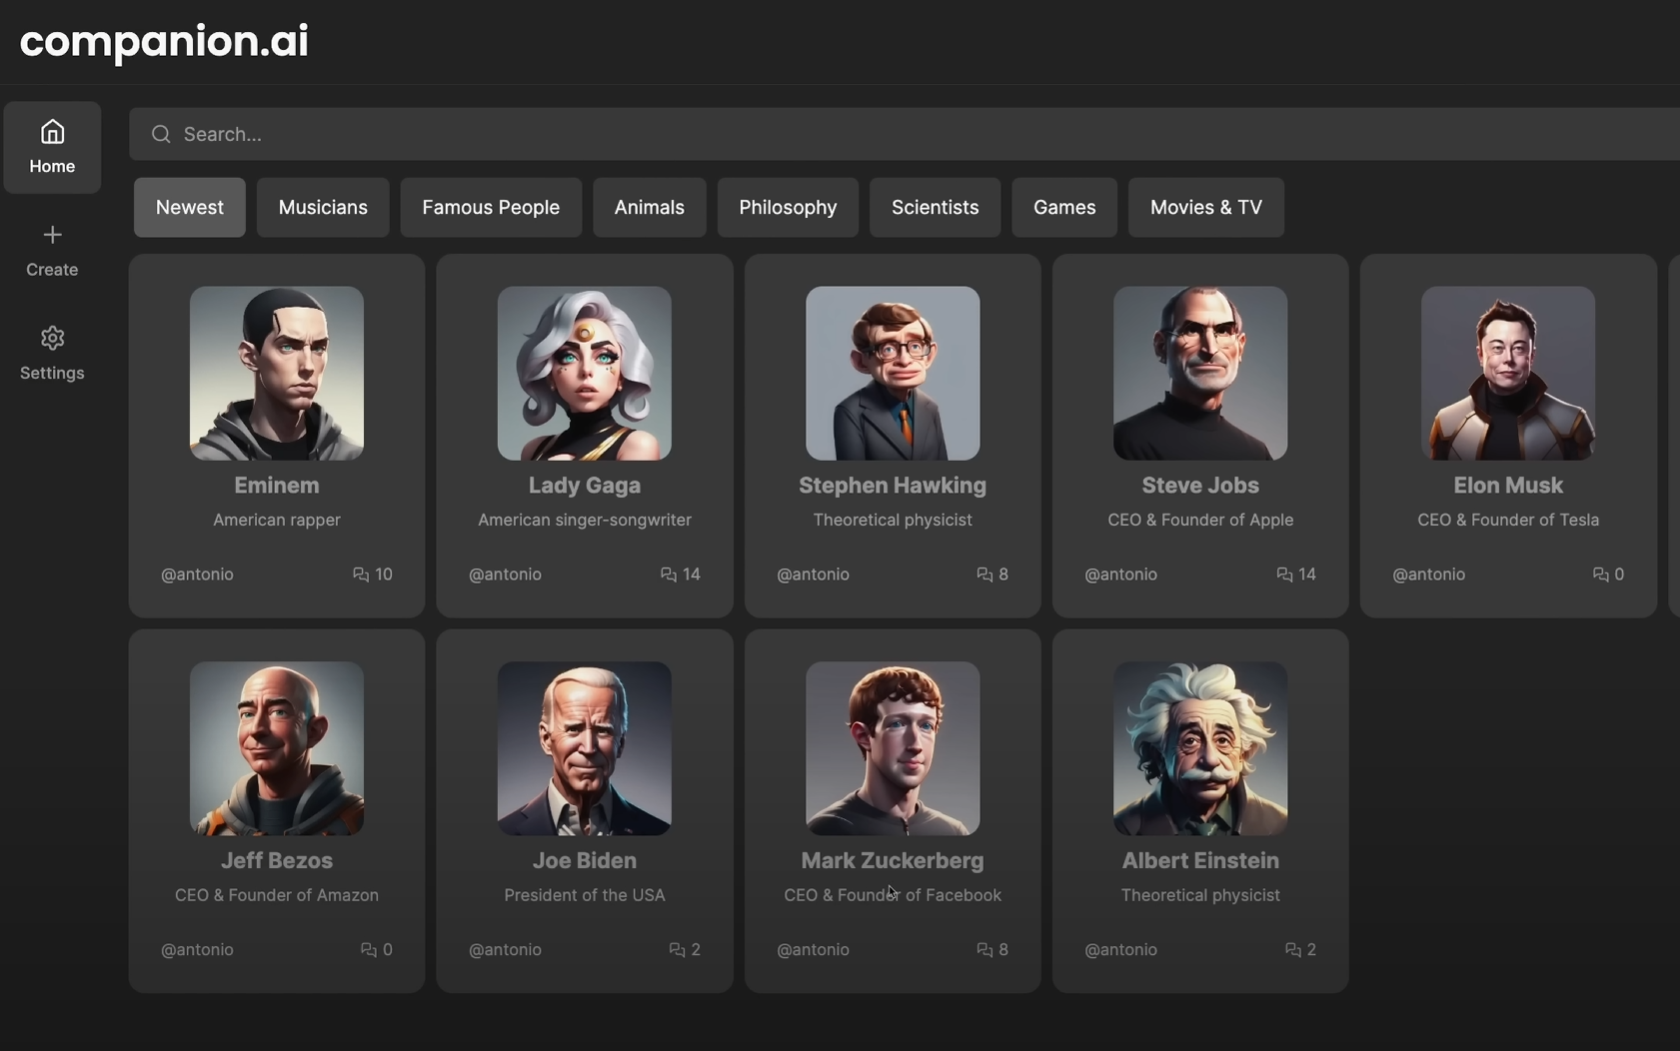 companion.ai
Search...
Home
Newest Musicians Famous People Animals Philosophy Scientists Games Movies & TV
Create
Settings
Eminem Lady Gaga Stephen Hawking Steve Jobs Elon Musk
American rapper American singer-songwriter Theoretical physicist CEO & Founder of Apple CEO & Founder of Tesla
@antonio 10 @antonio 14 @antonio 8 @antonio 14 @antonio 0
Jeff Bezos Joe Biden Mark Zuckerberg Albert Einstein
CEO & Founder of Amazon President of the USA CEO & Founder of Facebook Theoretical physicist
@antonio 0 @antonio 2 @antonio 8 @antonio 2